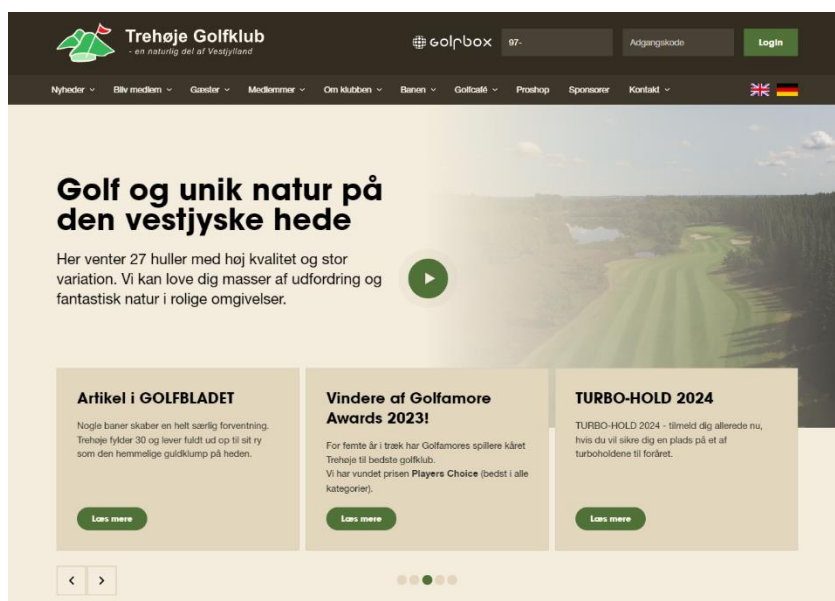 Trehøje Golfklub
- en naturlig del af Vestjylland
GolfBox
97-
Adgangskode
Login
Nyheder
Bliv medlem
Gæster
Medlemmer
Om klubben
Banen
Golfcafé
Proshop
Sponsorer
Kontakt
Golf og unik natur på
den vestjyske hede
Her venter 27 huller med høj kvalitet og stor
variation. Vi kan love dig masser af udfordring og
fantastisk natur i rolige omgivelser.
Artikel i GOLFBLADET
Nogle baner skaber en helt særlig forventning.
Trehøje fylder 30 og lever fuldt ud op til sit ry
som den hemmelige guldklump på heden.
Læs mere
Vindere af Golfamore
Awards 2023!
For femte år i træk har Golfamores spillere kåret
Trehøje til bedste golfklub.
Vi har vundet prisen Players Choice (bedst i alle
kategorier).
Læs mere
TURBO-HOLD 2024
TURBO-HOLD 2024 - tilmeld dig allerede nu,
hvis du vil sikre dig en plads på et af
turboholdene til foråret.
Læs mere